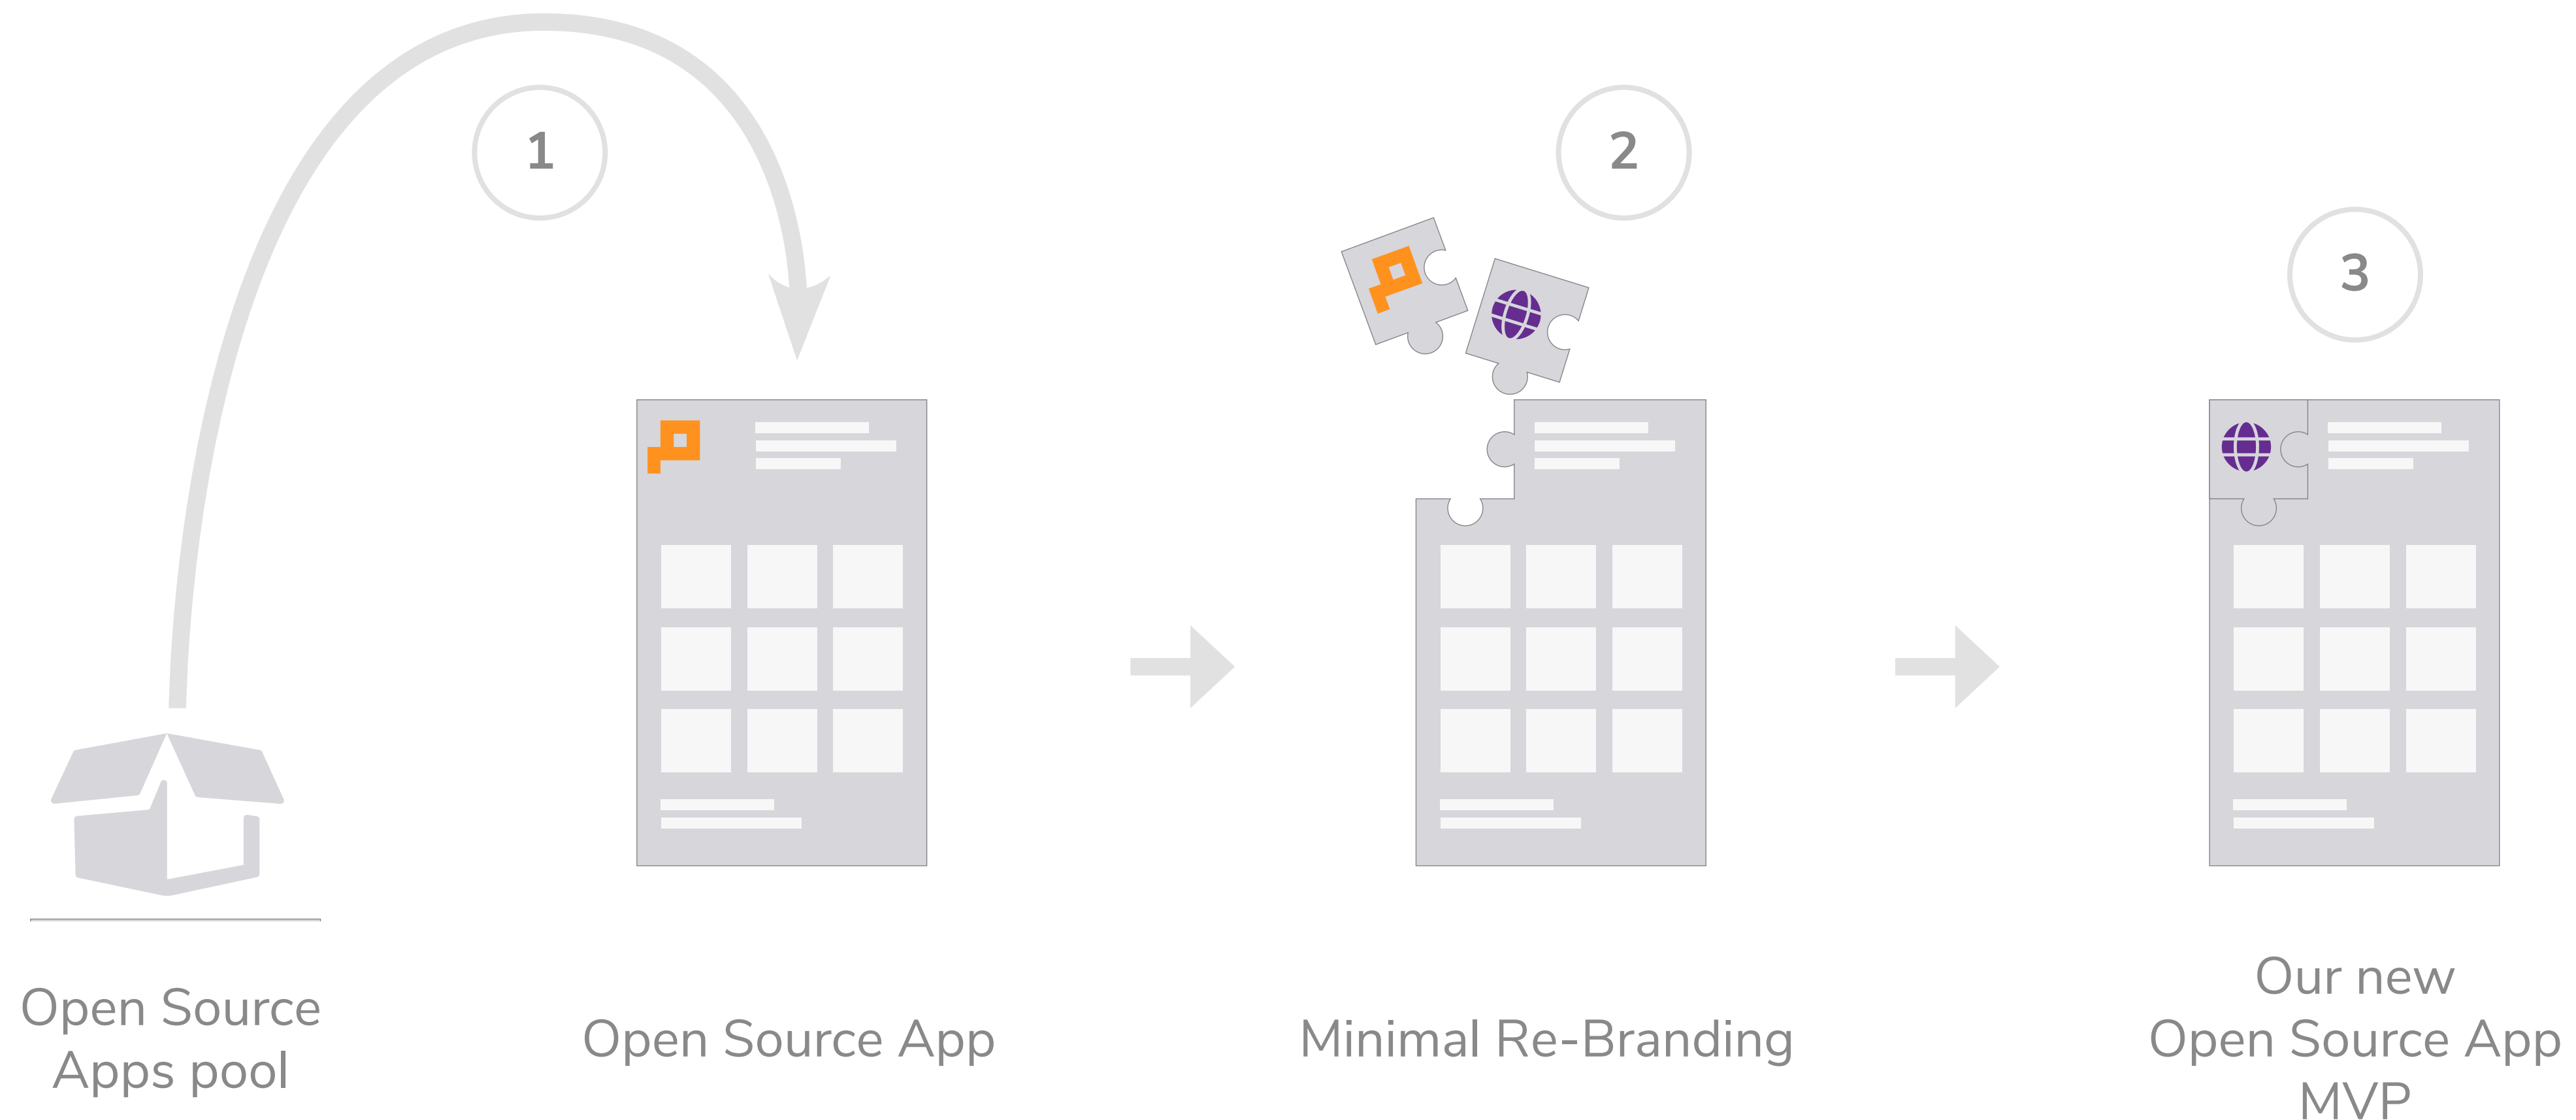 1
2
3
Open Source
Apps pool
Open Source App
Minimal Re-Branding
Our new
Open Source App
MVP